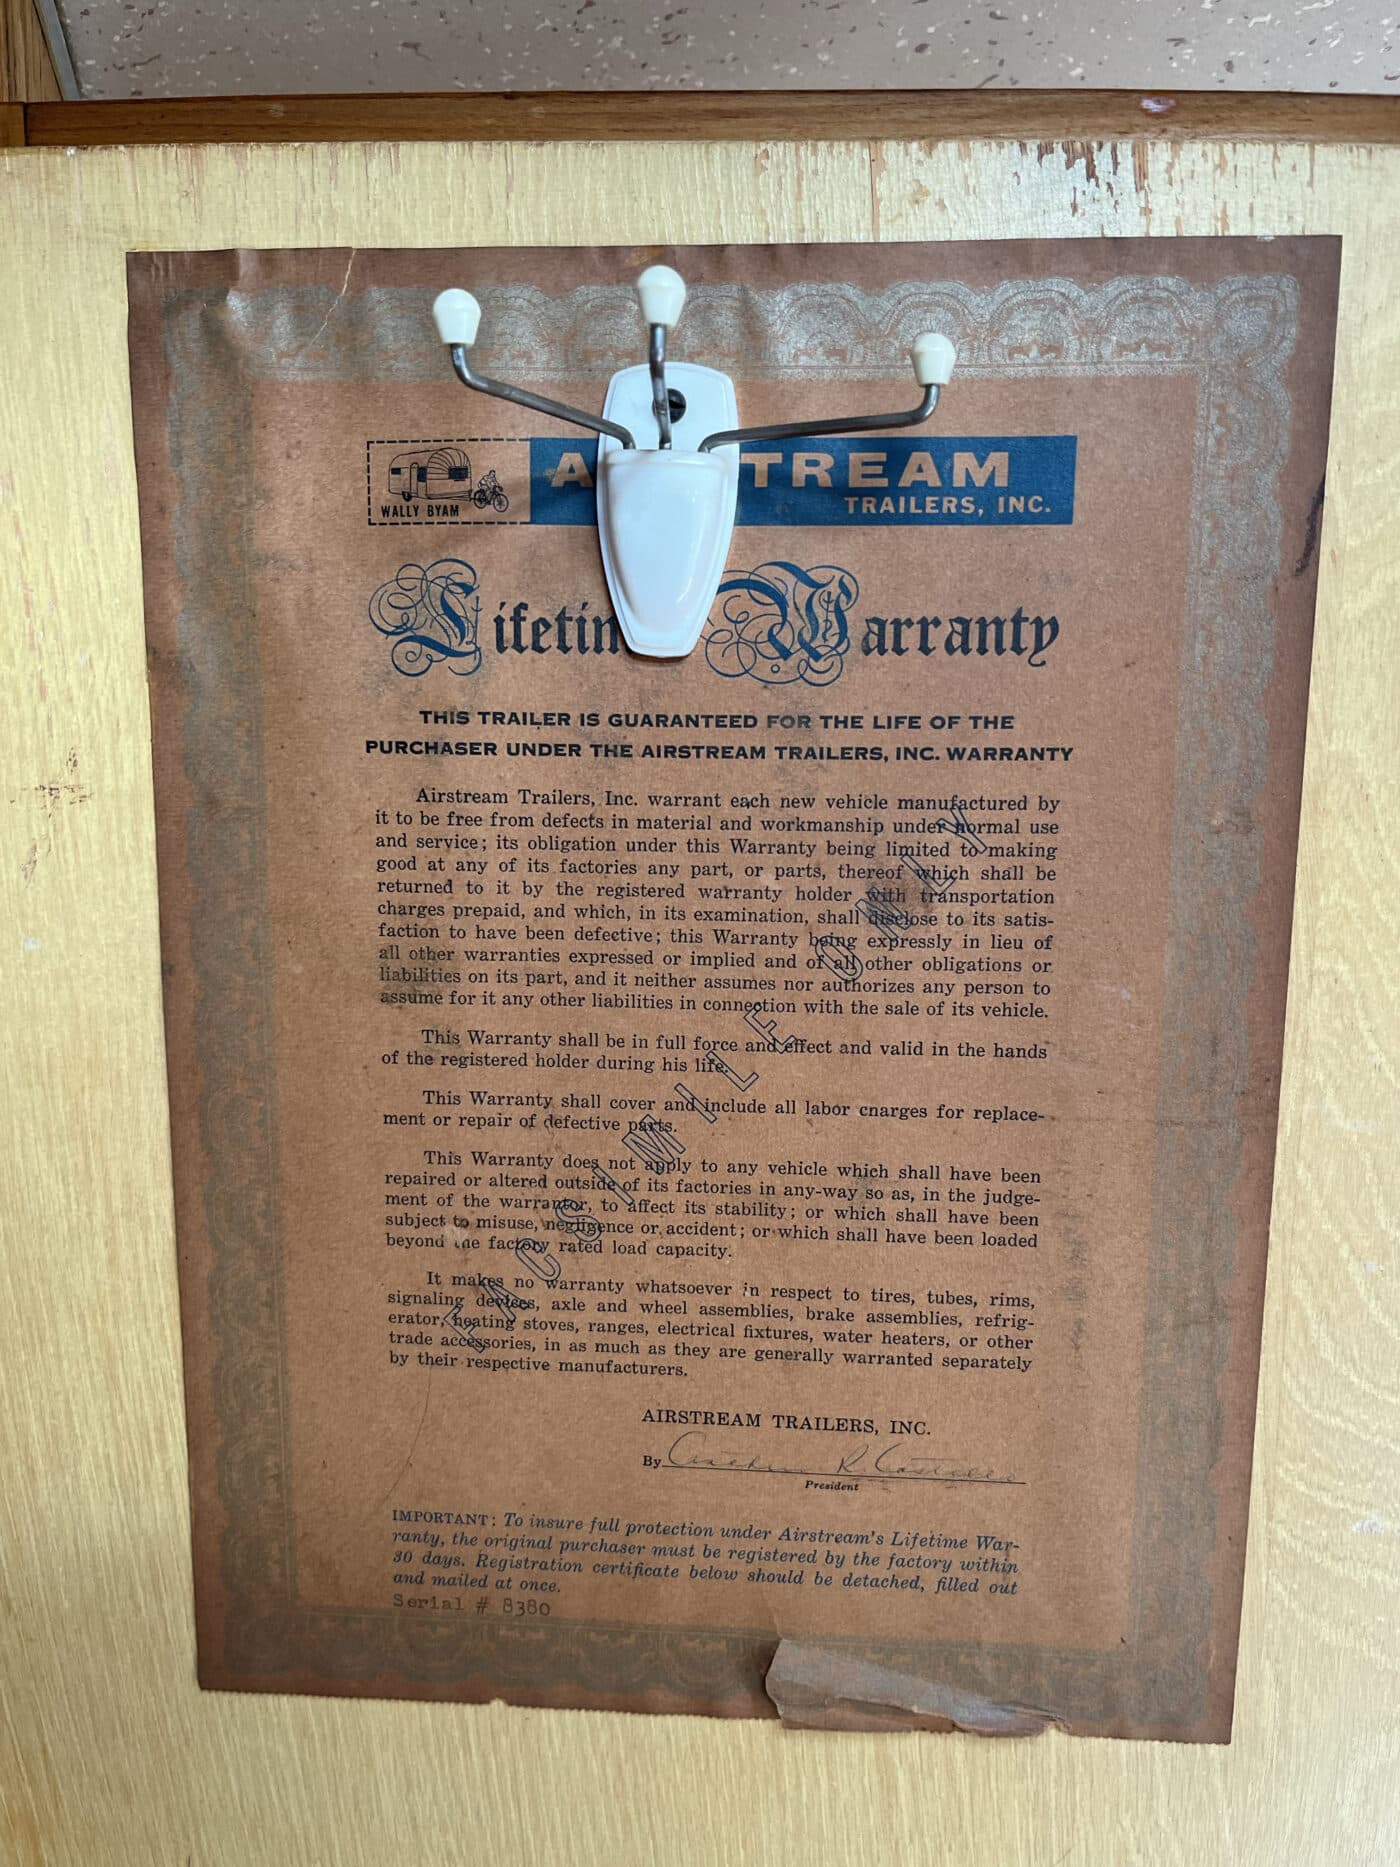 WALLY BYAM
A TREAM
TRAILERS, INC.
Lifetim Warranty
THIS TRAILER IS GUARANTEED FOR THE LIFE OF THE
PURCHASER UNDER THE AIRSTREAM TRAILERS, INC. WARRANTY
Airstream Trailers, Inc. warrant each new vehicle manufactured by
it to be free from defects in material and workmanship under normal use
and service; its obligation under this Warranty being limited to making
good at any of its factories any part, or parts, thereof which shall be
returned to it by the registered warranty holder with transportation
charges prepaid, and which, in its examination, shall disclose to its satis-
faction to have been defective; this Warranty being expressly in lieu of
all other warranties expressed or implied and of all other obligations or
liabilities on its part, and it neither assumes nor authorizes any person to
assume for it any other liabilities in connection with the sale of its vehicle.
This Warranty shall be in full force and effect and valid in the hands
of the registered holder during his life.
This Warranty shall cover and include all labor charges for replace-
ment or repair of defective parts.
This Warranty does not apply to any vehicle which shall have been
repaired or altered outside of its factories in any-way so as, in the judge-
ment of the warrantor, to affect its stability; or which shall have been
subject to misuse, negligence or accident; or which shall have been loaded
beyond the factory rated load capacity.
It makes no warranty whatsoever in respect to tires, tubes, rims,
signaling devices, axle and wheel assemblies, brake assemblies, refrig-
erator, heating stoves, ranges, electrical fixtures, water heaters, or other
trade accessories, in as much as they are generally warranted separately
by their respective manufacturers.
FACSIMILE ONLY
AIRSTREAM TRAILERS, INC.
By R.
President
IMPORTANT: To insure full protection under Airstream's Lifetime War-
ranty, the original purchaser must be registered by the factory within
30 days. Registration certificate below should be detached, filled out
and mailed at once.
Serial # 8380